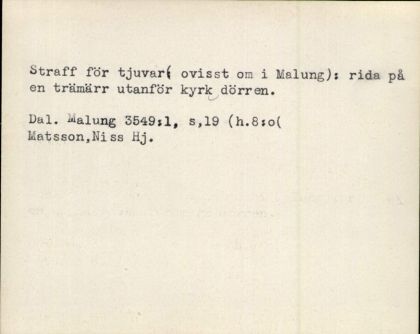 Straff för tjuvar( ovisst om i Malung): rida på
en trämärr utanför kyrk dörren.
Dal. Malung 3549:1, s,19 (h.8:o(
Matsson,Niss Hj.